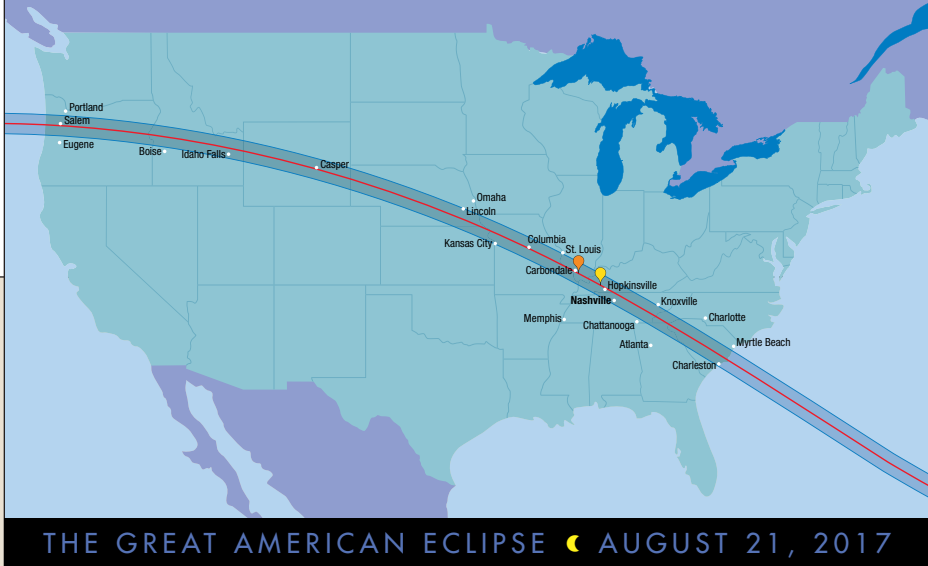 Portland
Salem
Eugene
Boise
Idaho Falls
Casper
Omaha
Lincoln
Kansas City
Columbia
St. Louis
Carbondale
Hopkinsville
Nashville
Knoxville
Memphis
Chattanooga
Charlotte
Atlanta
Myrtle Beach
Charleston
THE GREAT AMERICAN ECLIPSE AUGUST 21, 2017